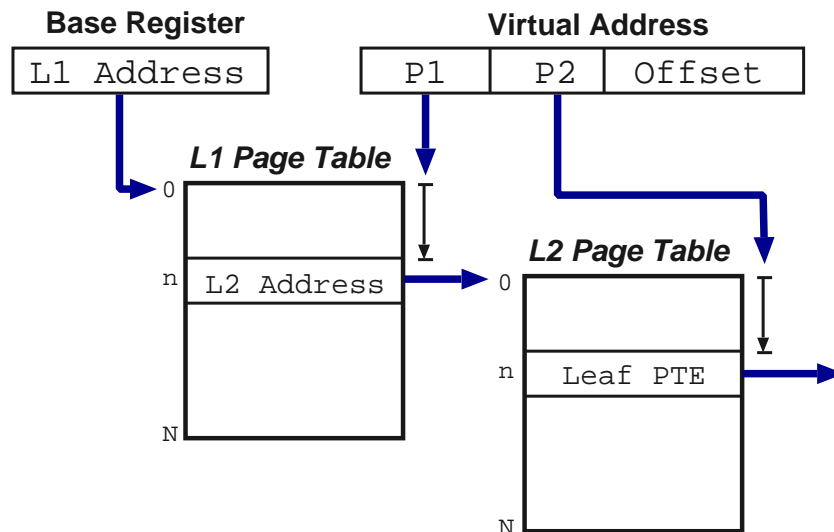 Base Register
Virtual Address
L1 Address
P1 P2 Offset
L1 Page Table
0
L2 Page Table
n
L2 Address
0
n
Leaf PTE
N
N